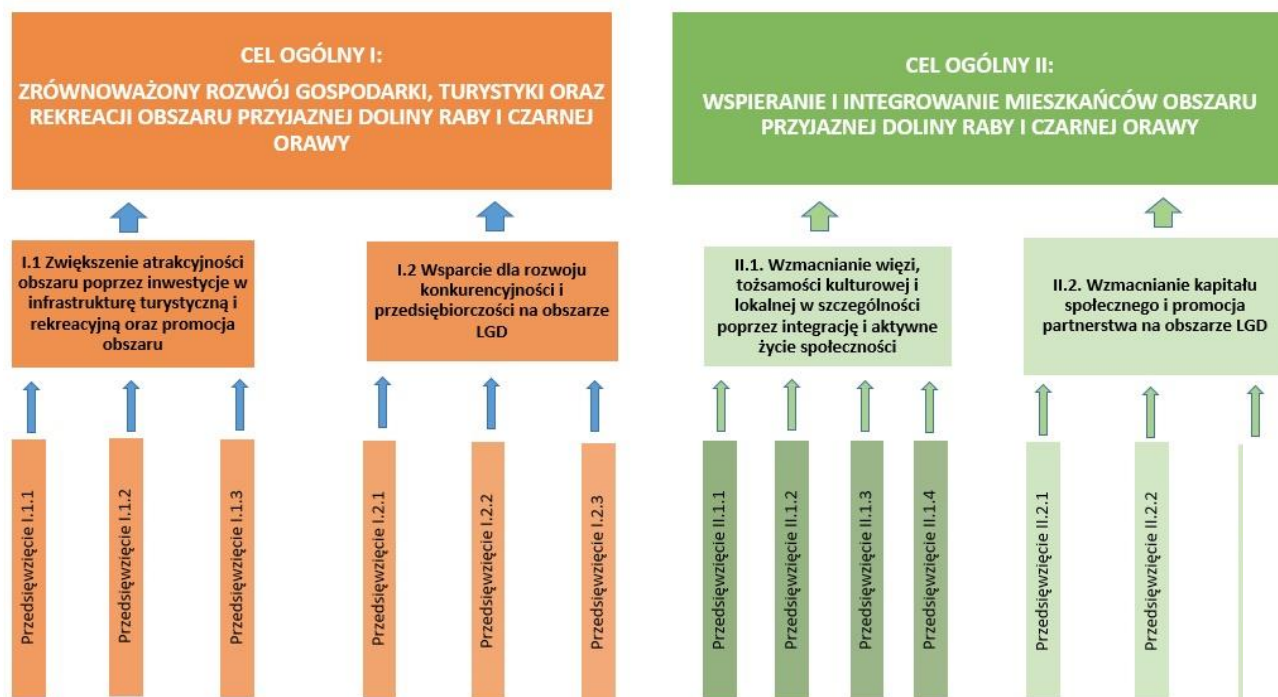 CEL OGÓLNY I:
ZRÓWNOWAŻONY ROZWÓJ GOSPODARKI, TURYSTYKI ORAZ
REKREACJI OBSZARU PRZYJAZNEJ DOLINY RABY I CZARNEJ
ORAWY
CEL OGÓLNY II:
WSPIERANIE I INTEGROWANIE MIESZKAŃCÓW OBSZARU
PRZYJAZNEJ DOLINY RABY I CZARNEJ ORAWY
I.1 Zwiększenie atrakcyjności
obszaru poprzez inwestycje w
infrastrukturę turystyczną i
rekreacyjną oraz promocja
obszaru
I.2 Wsparcie dla rozwoju
konkurencyjności i
przedsiębiorczości na obszarze
LGD
II.1. Wzmacnianie więzi,
tożsamości kulturowej i
lokalnej w szczególności
poprzez integrację i aktywne
życie społeczności
II.2. Wzmacnianie kapitału
społecznego i promocja
partnerstwa na obszarze LGD
Przedsięwzięcie I.1.1
Przedsięwzięcie I.1.2
Przedsięwzięcie I.1.3
Przedsięwzięcie I.2.1
Przedsięwzięcie I.2.2
Przedsięwzięcie I.2.3
Przedsięwzięcie II.1.1
Przedsięwzięcie II.1.2
Przedsięwzięcie II.1.3
Przedsięwzięcie II.1.4
Przedsięwzięcie II.2.1
Przedsięwzięcie II.2.2